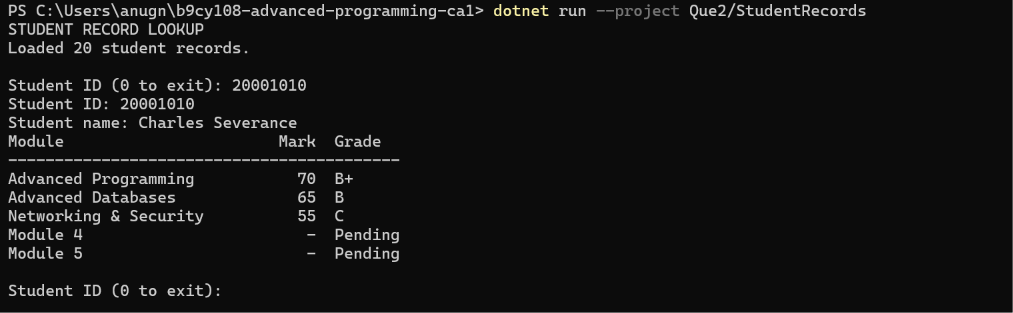 PS C:\Users\anugn\b9cy108-advanced-programming-ca1> dotnet run --project Que2/StudentRecords
STUDENT RECORD LOOKUP
Loaded 20 student records.
Student ID (0 to exit): 20001010
Student ID: 20001010
Student name: Charles Severance
Module Mark Grade
------------------------------------------
Advanced Programming 70 B+
Advanced Databases 65 B
Networking & Security 55 C
Module 4 - Pending
Module 5 - Pending
Student ID (0 to exit):